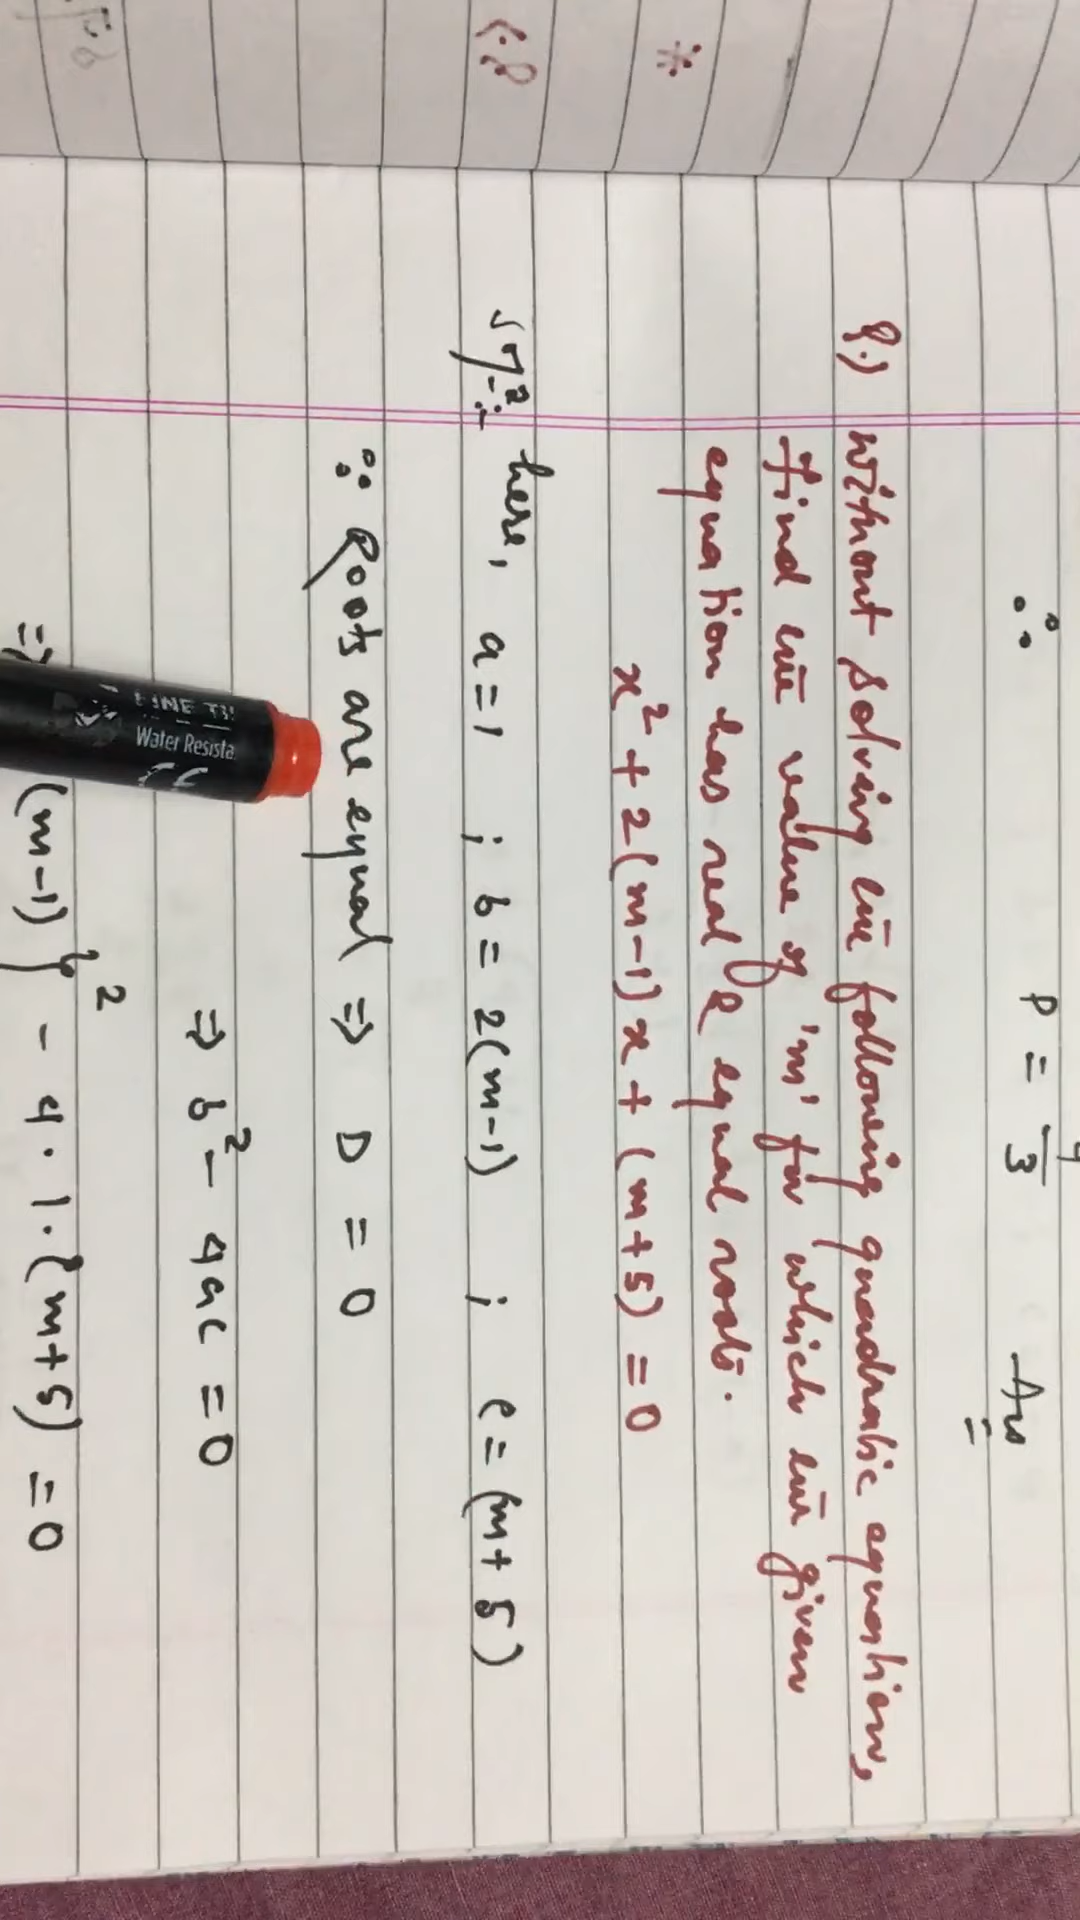 P = 3 Ans
Q.) Without solving the following quadratic equation,
find the value of 'm' for which the given
equation has real & equal roots.
x² + 2(m-1)x + (m+5) = 0
here, a = 1 ; b = 2(m-1) ; c = (m+5)
∵ Roots are equal ⇒ D = 0
⇒ b² - 4ac = 0
⇒ (m-1)}² - 4·1·(m+5) = 0
FINE
Water Resista